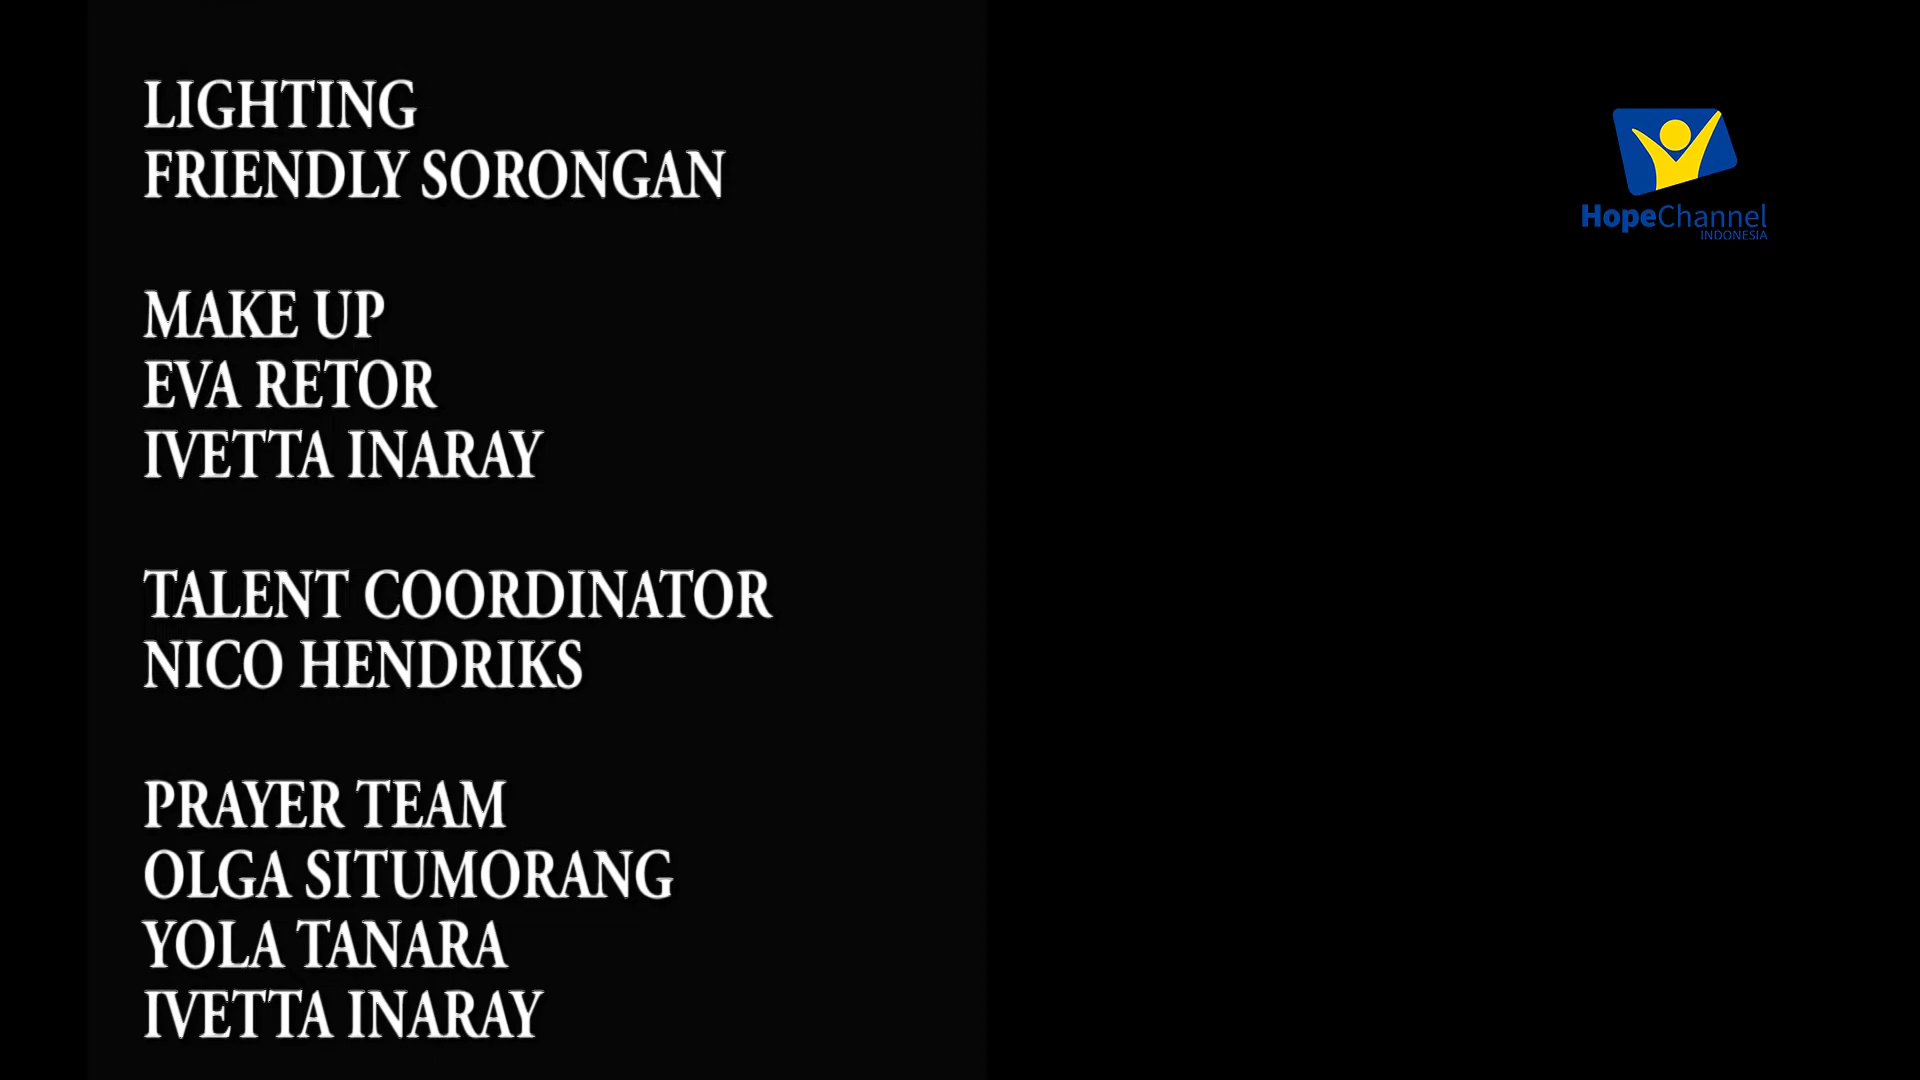 LIGHTING
FRIENDLY SORONGAN
MAKE UP
EVA RETOR
IVETTA INARAY
TALENT COORDINATOR
NICO HENDRIKS
PRAYER TEAM
OLGA SITUMORANG
YOLA TANARA
IVETTA INARAY
HopeChannel
INDONESIA